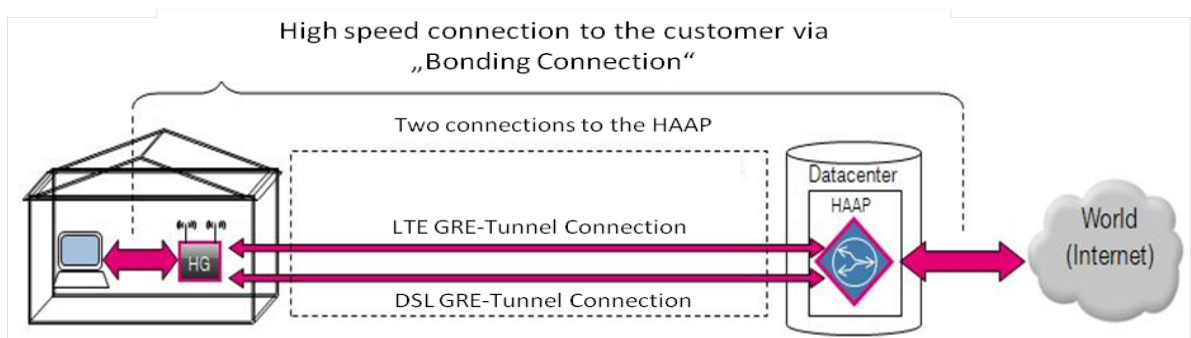 High speed connection to the customer via
„Bonding Connection“
Two connections to the HAAP
Datacenter
HAAP
LTE GRE-Tunnel Connection
HG
DSL GRE-Tunnel Connection
World
(Internet)